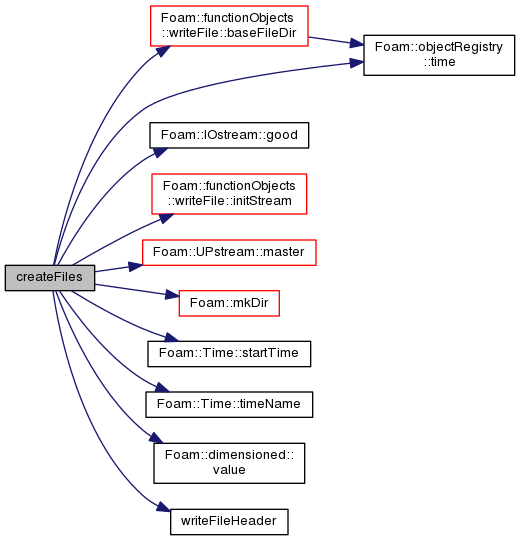 Foam::functionObjects
::writeFile::baseFileDir
Foam::objectRegistry
::time
Foam::IOstream::good
Foam::functionObjects
::writeFile::initStream
Foam::UPstream::master
createFiles
Foam::mkDir
Foam::Time::startTime
Foam::Time::timeName
Foam::dimensioned::
value
writeFileHeader